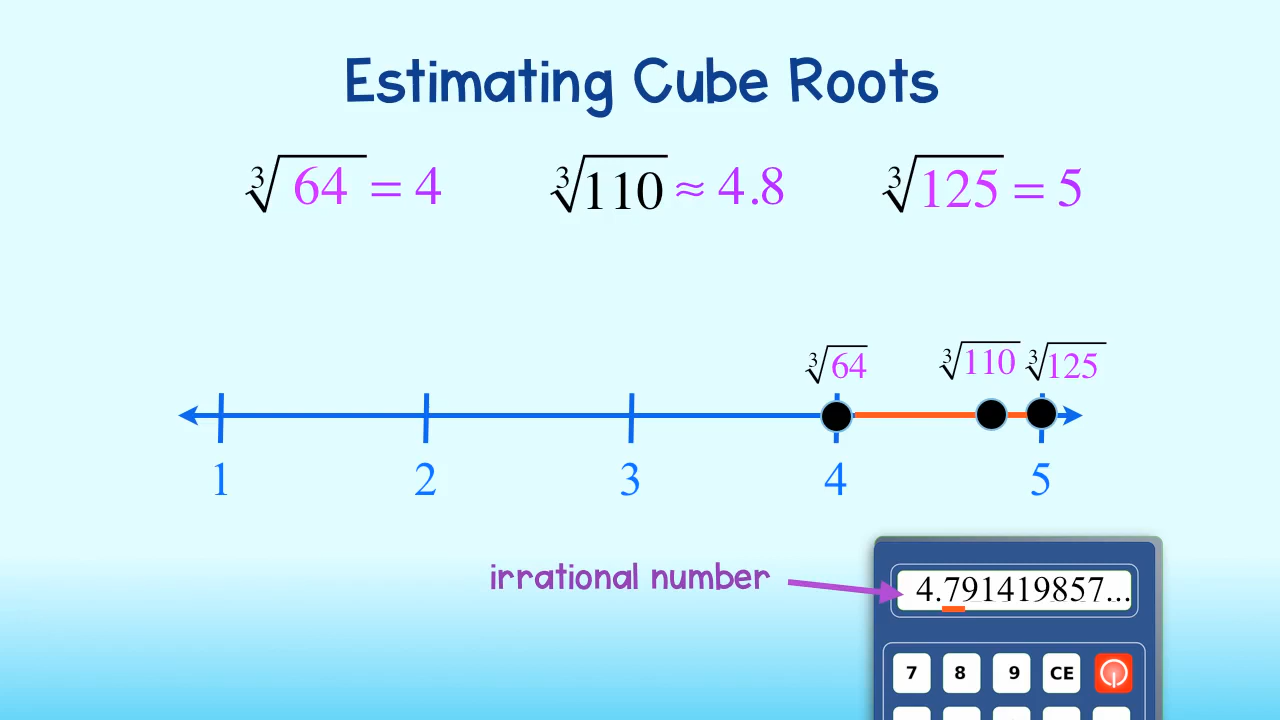 Estimating Cube Roots
∛64 = 4 ∛110 ≈ 4.8 ∛125 = 5
∛64 ∛110 ∛125
1 2 3 4 5
irrational number
4.791419857...
7 8 9 CE